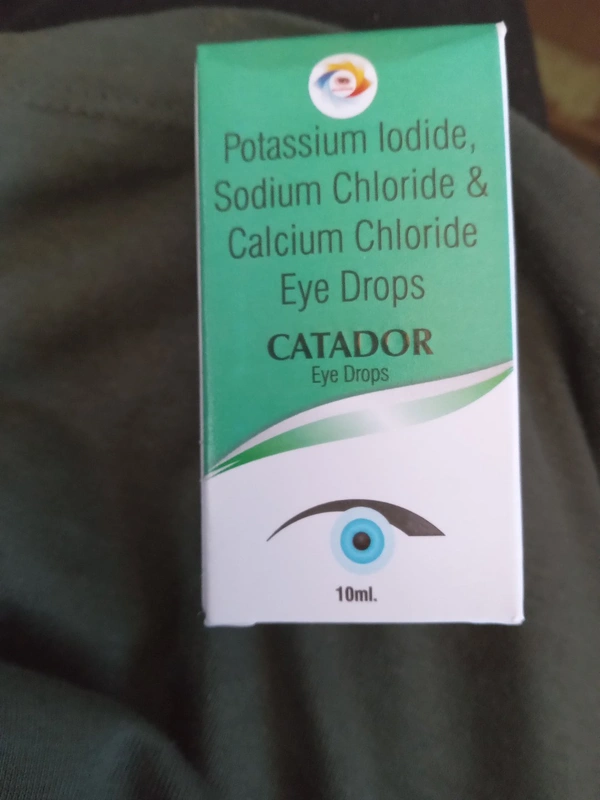 Potassium Iodide,
Sodium Chloride &
Calcium Chloride
Eye Drops
CATADOR
Eye Drops
10ml.